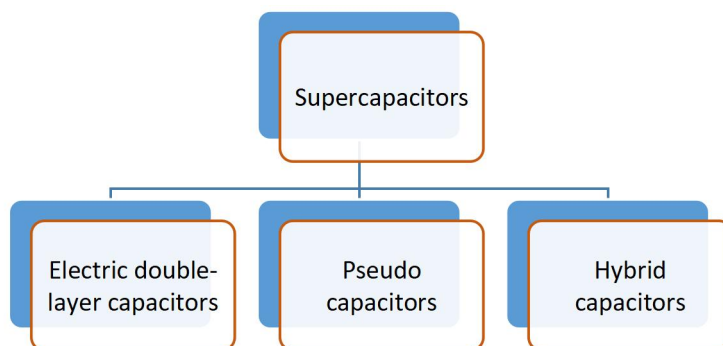 Supercapacitors
Electric double-
layer capacitors
Pseudo
capacitors
Hybrid
capacitors